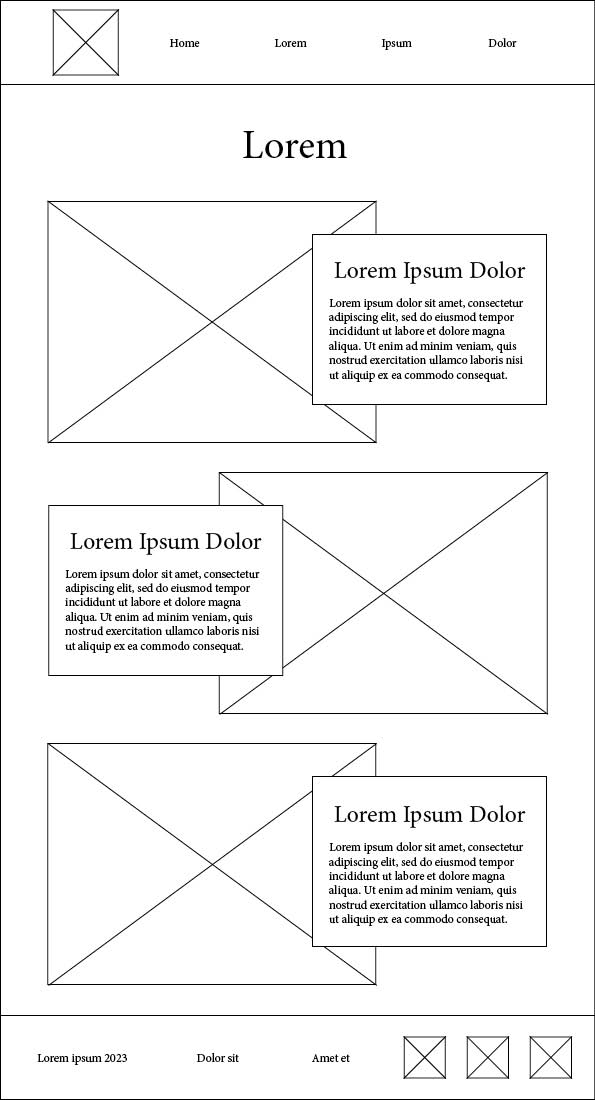 Home Lorem Ipsum Dolor
Lorem
Lorem Ipsum Dolor
Lorem ipsum dolor sit amet, consectetur
adipiscing elit, sed do eiusmod tempor
incididunt ut labore et dolore magna
aliqua. Ut enim ad minim veniam, quis
nostrud exercitation ullamco laboris nisi
ut aliquip ex ea commodo consequat.
Lorem Ipsum Dolor
Lorem ipsum dolor sit amet, consectetur
adipiscing elit, sed do eiusmod tempor
incididunt ut labore et dolore magna
aliqua. Ut enim ad minim veniam, quis
nostrud exercitation ullamco laboris nisi
ut aliquip ex ea commodo consequat.
Lorem Ipsum Dolor
Lorem ipsum dolor sit amet, consectetur
adipiscing elit, sed do eiusmod tempor
incididunt ut labore et dolore magna
aliqua. Ut enim ad minim veniam, quis
nostrud exercitation ullamco laboris nisi
ut aliquip ex ea commodo consequat.
Lorem ipsum 2023 Dolor sit Amet et